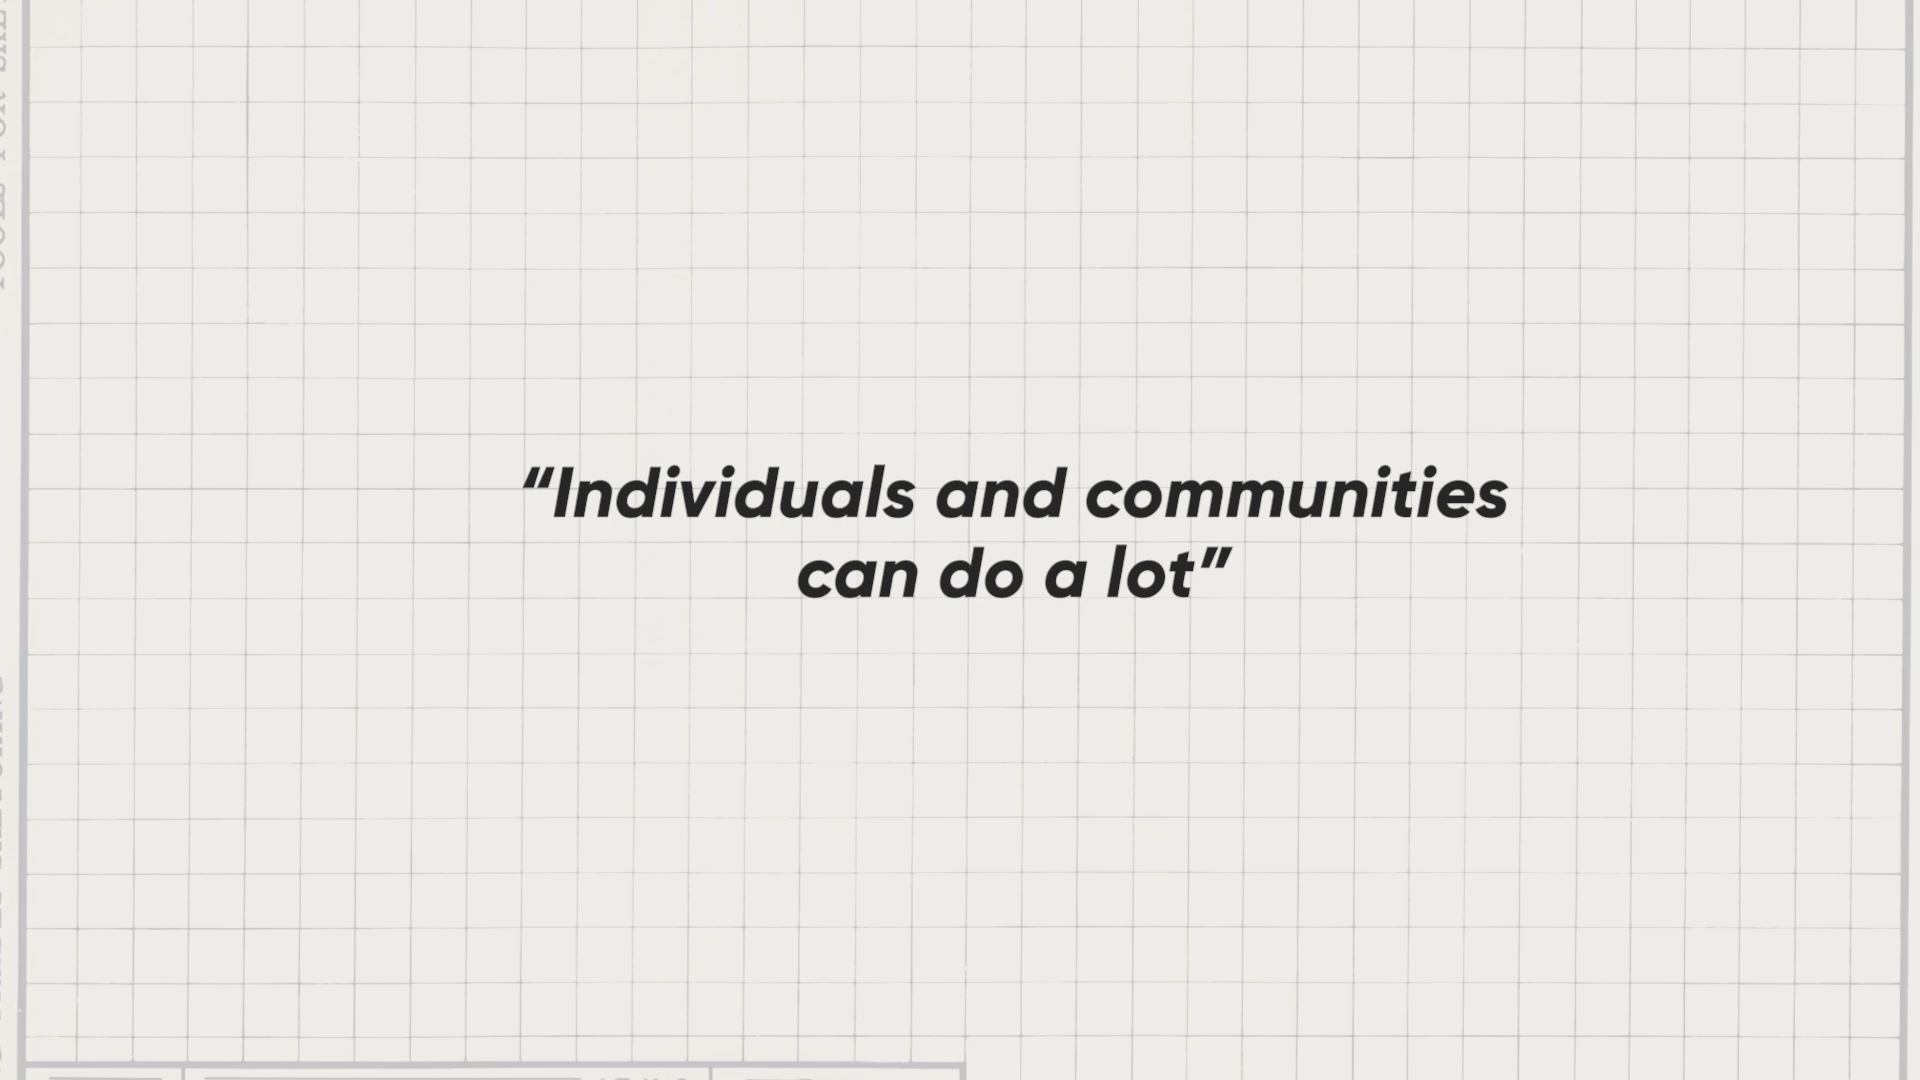 “Individuals and communities
can do a lot”